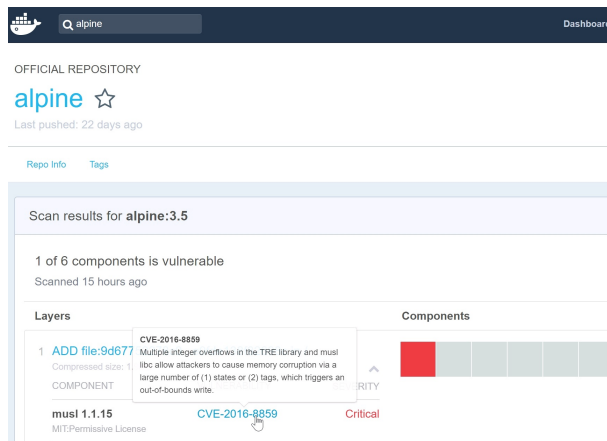 alpine
Dashboar
OFFICIAL REPOSITORY
alpine
Last pushed: 22 days ago
Repo Info Tags
Scan results for alpine:3.5
1 of 6 components is vulnerable
Scanned 15 hours ago
Layers Components
1 ADD file:9d677
Compressed size: 1
CVE-2016-8859
Multiple integer overflows in the TRE library and musl
libc allow attackers to cause memory corruption via a
large number of (1) states or (2) tags, which triggers an
out-of-bounds write.
COMPONENT ERITY
musl 1.1.15 CVE-2016-8859 Critical
MIT:Permissive License